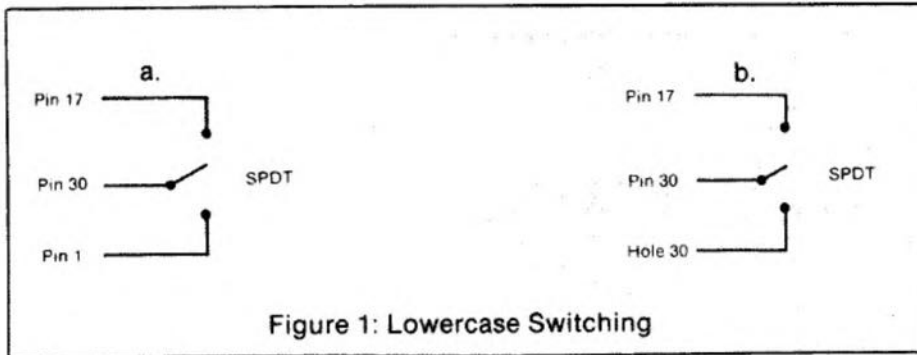 a.
Pin 17
Pin 30
SPDT
Pin 1
b.
Pin 17
Pin 30
SPDT
Hole 30
Figure 1: Lowercase Switching